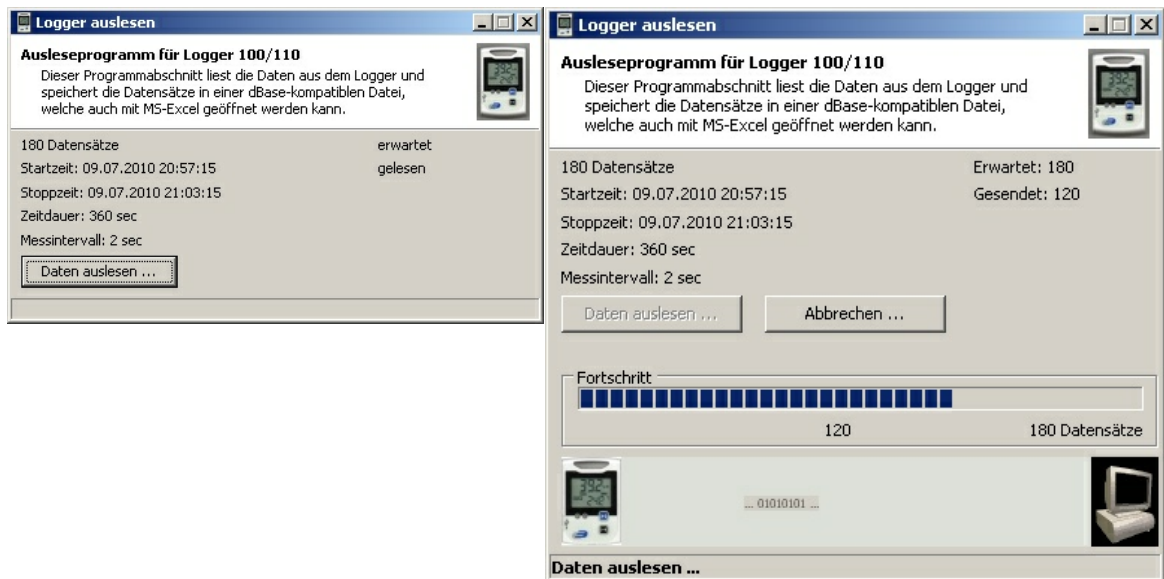 Logger auslesen
Ausleseprogramm für Logger 100/110
Dieser Programmabschnitt liest die Daten aus dem Logger und
speichert die Datensätze in einer dBase-kompatiblen Datei,
welche auch mit MS-Excel geöffnet werden kann.
180 Datensätze erwartet
Startzeit: 09.07.2010 20:57:15 gelesen
Stoppzeit: 09.07.2010 21:03:15
Zeitdauer: 360 sec
Messintervall: 2 sec
Daten auslesen ...
Logger auslesen
Ausleseprogramm für Logger 100/110
Dieser Programmabschnitt liest die Daten aus dem Logger und
speichert die Datensätze in einer dBase-kompatiblen Datei,
welche auch mit MS-Excel geöffnet werden kann.
180 Datensätze Erwartet: 180
Startzeit: 09.07.2010 20:57:15 Gesendet: 120
Stoppzeit: 09.07.2010 21:03:15
Zeitdauer: 360 sec
Messintervall: 2 sec
Daten auslesen ... Abbrechen ...
Fortschritt
120 180 Datensätze
... 01010101 ...
Daten auslesen ...